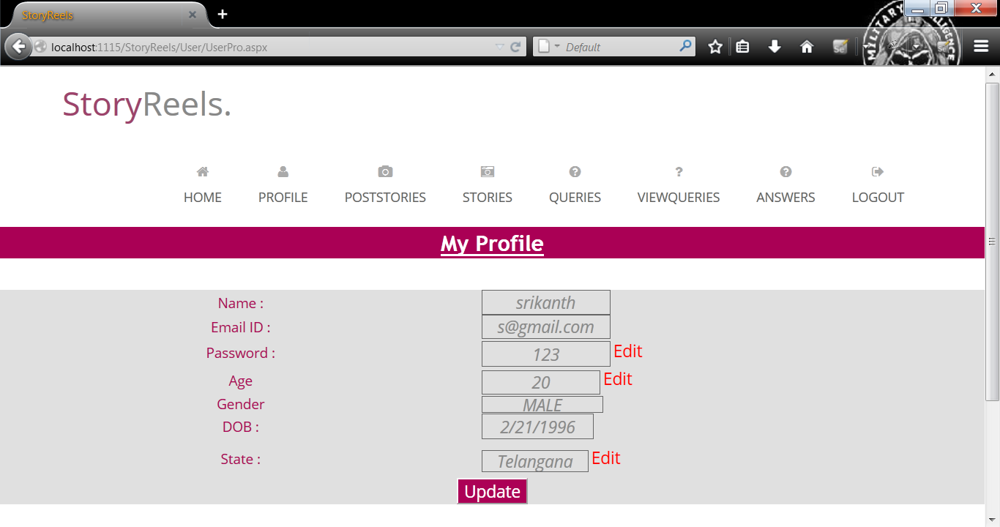 StoryReels
localhost:1115/StoryReels/User/UserPro.aspx
Default
MILITARY
StoryReels.
HOME PROFILE POSTSTORIES STORIES QUERIES VIEWQUERIES ANSWERS LOGOUT
My Profile
Name : srikanth
Email ID : s@gmail.com
Password : 123 Edit
Age 20 Edit
Gender MALE
DOB : 2/21/1996
State : Telangana Edit
Update